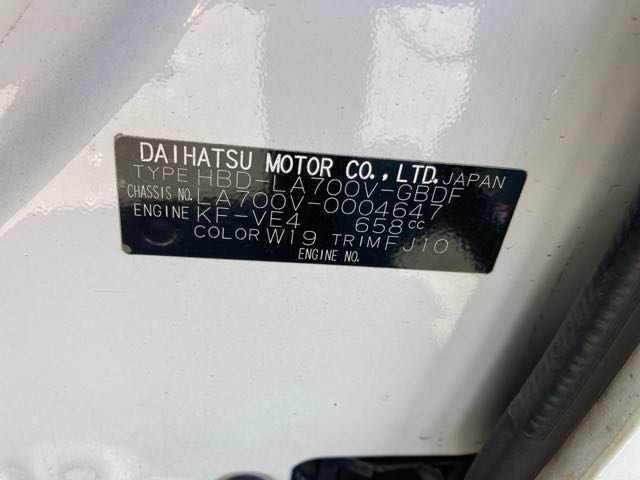 DAIHATSU MOTOR CO., LTD. JAPAN
TYPE HBD-LA700V-GBDF
CHASSIS NO. LA700V-0004647
ENGINE KF-VE4 658cc
COLOR W19 TRIM FJ10
ENGINE NO.